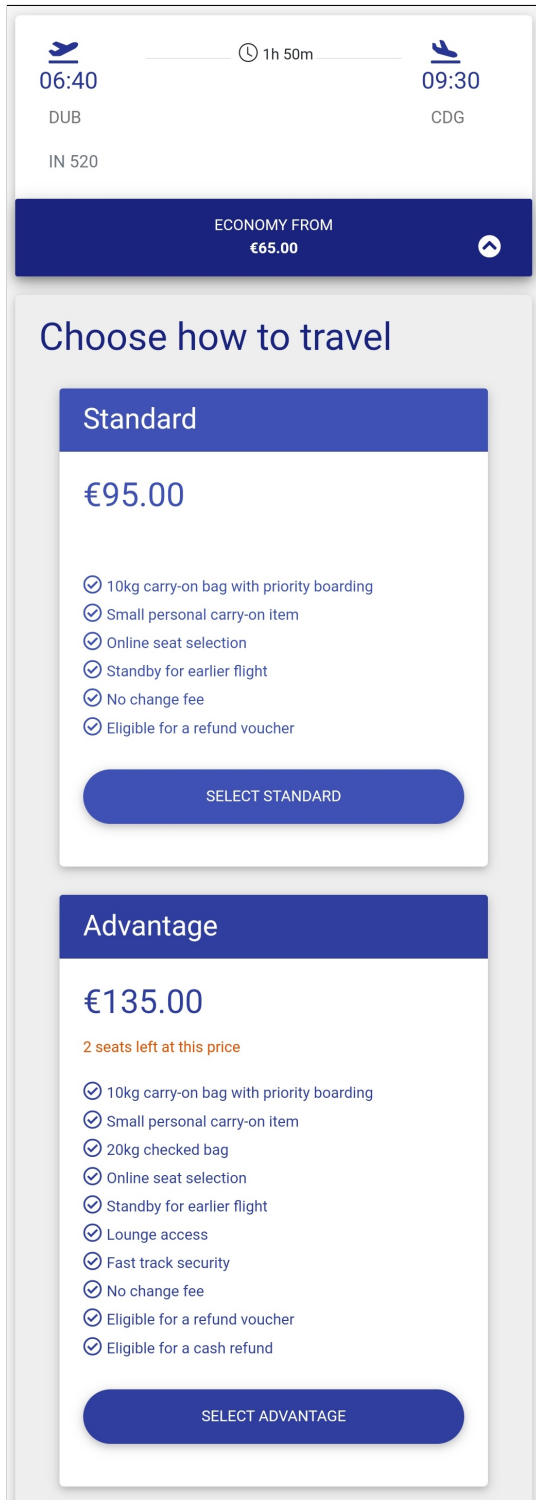 1h 50m
06:40
09:30
DUB
CDG
IN 520
ECONOMY FROM
€65.00
Choose how to travel
Standard
€95.00
10kg carry-on bag with priority boarding
Small personal carry-on item
Online seat selection
Standby for earlier flight
No change fee
Eligible for a refund voucher
SELECT STANDARD
Advantage
€135.00
2 seats left at this price
10kg carry-on bag with priority boarding
Small personal carry-on item
20kg checked bag
Online seat selection
Standby for earlier flight
Lounge access
Fast track security
No change fee
Eligible for a refund voucher
Eligible for a cash refund
SELECT ADVANTAGE